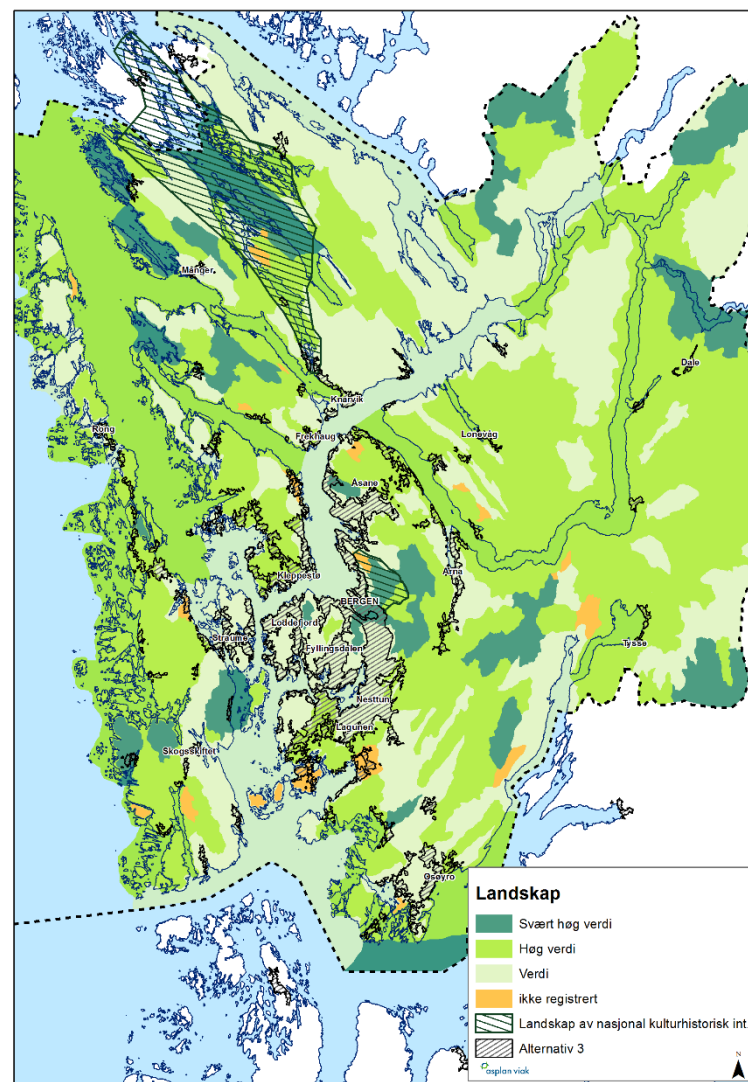 Manger
Dale
Knarvik
Rong
Frekhaug
Lonevåg
Åsane
Arna
Kleppestø
BERGEN
Loddefjord
Straume
Fyllingsdalen
Tysse
Nesttun
Lagunen
Skogsskiftet
Osøyro
Landskap
Svært høg verdi
Høg verdi
Verdi
ikke registrert
Landskap av nasjonal kulturhistorisk int
Alternativ 3
asplan viak
N